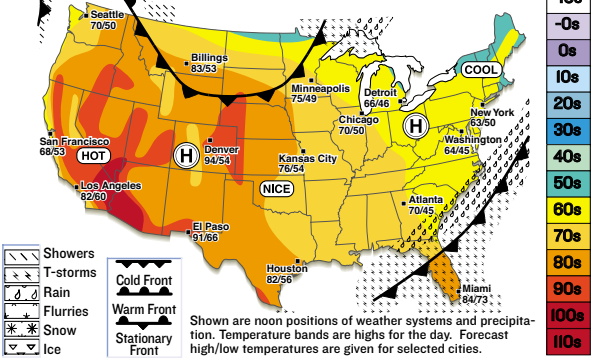 Seattle
70/50
Billings
83/53
Minneapolis
75/49
Detroit
66/46
COOL
Chicago
70/50
H
New York
63/50
Washington
64/45
San Francisco
68/53
HOT
H
Denver
94/54
Kansas City
76/54
NICE
Los Angeles
82/60
Atlanta
70/45
El Paso
91/66
Houston
82/56
Miami
84/73
Showers
T-storms
Rain
Flurries
Snow
Ice
Cold Front
Warm Front
Stationary
Front
Shown are noon positions of weather systems and precipita-
tion. Temperature bands are highs for the day. Forecast
high/low temperatures are given for selected cities.
-0s
0s
10s
20s
30s
40s
50s
60s
70s
80s
90s
100s
110s